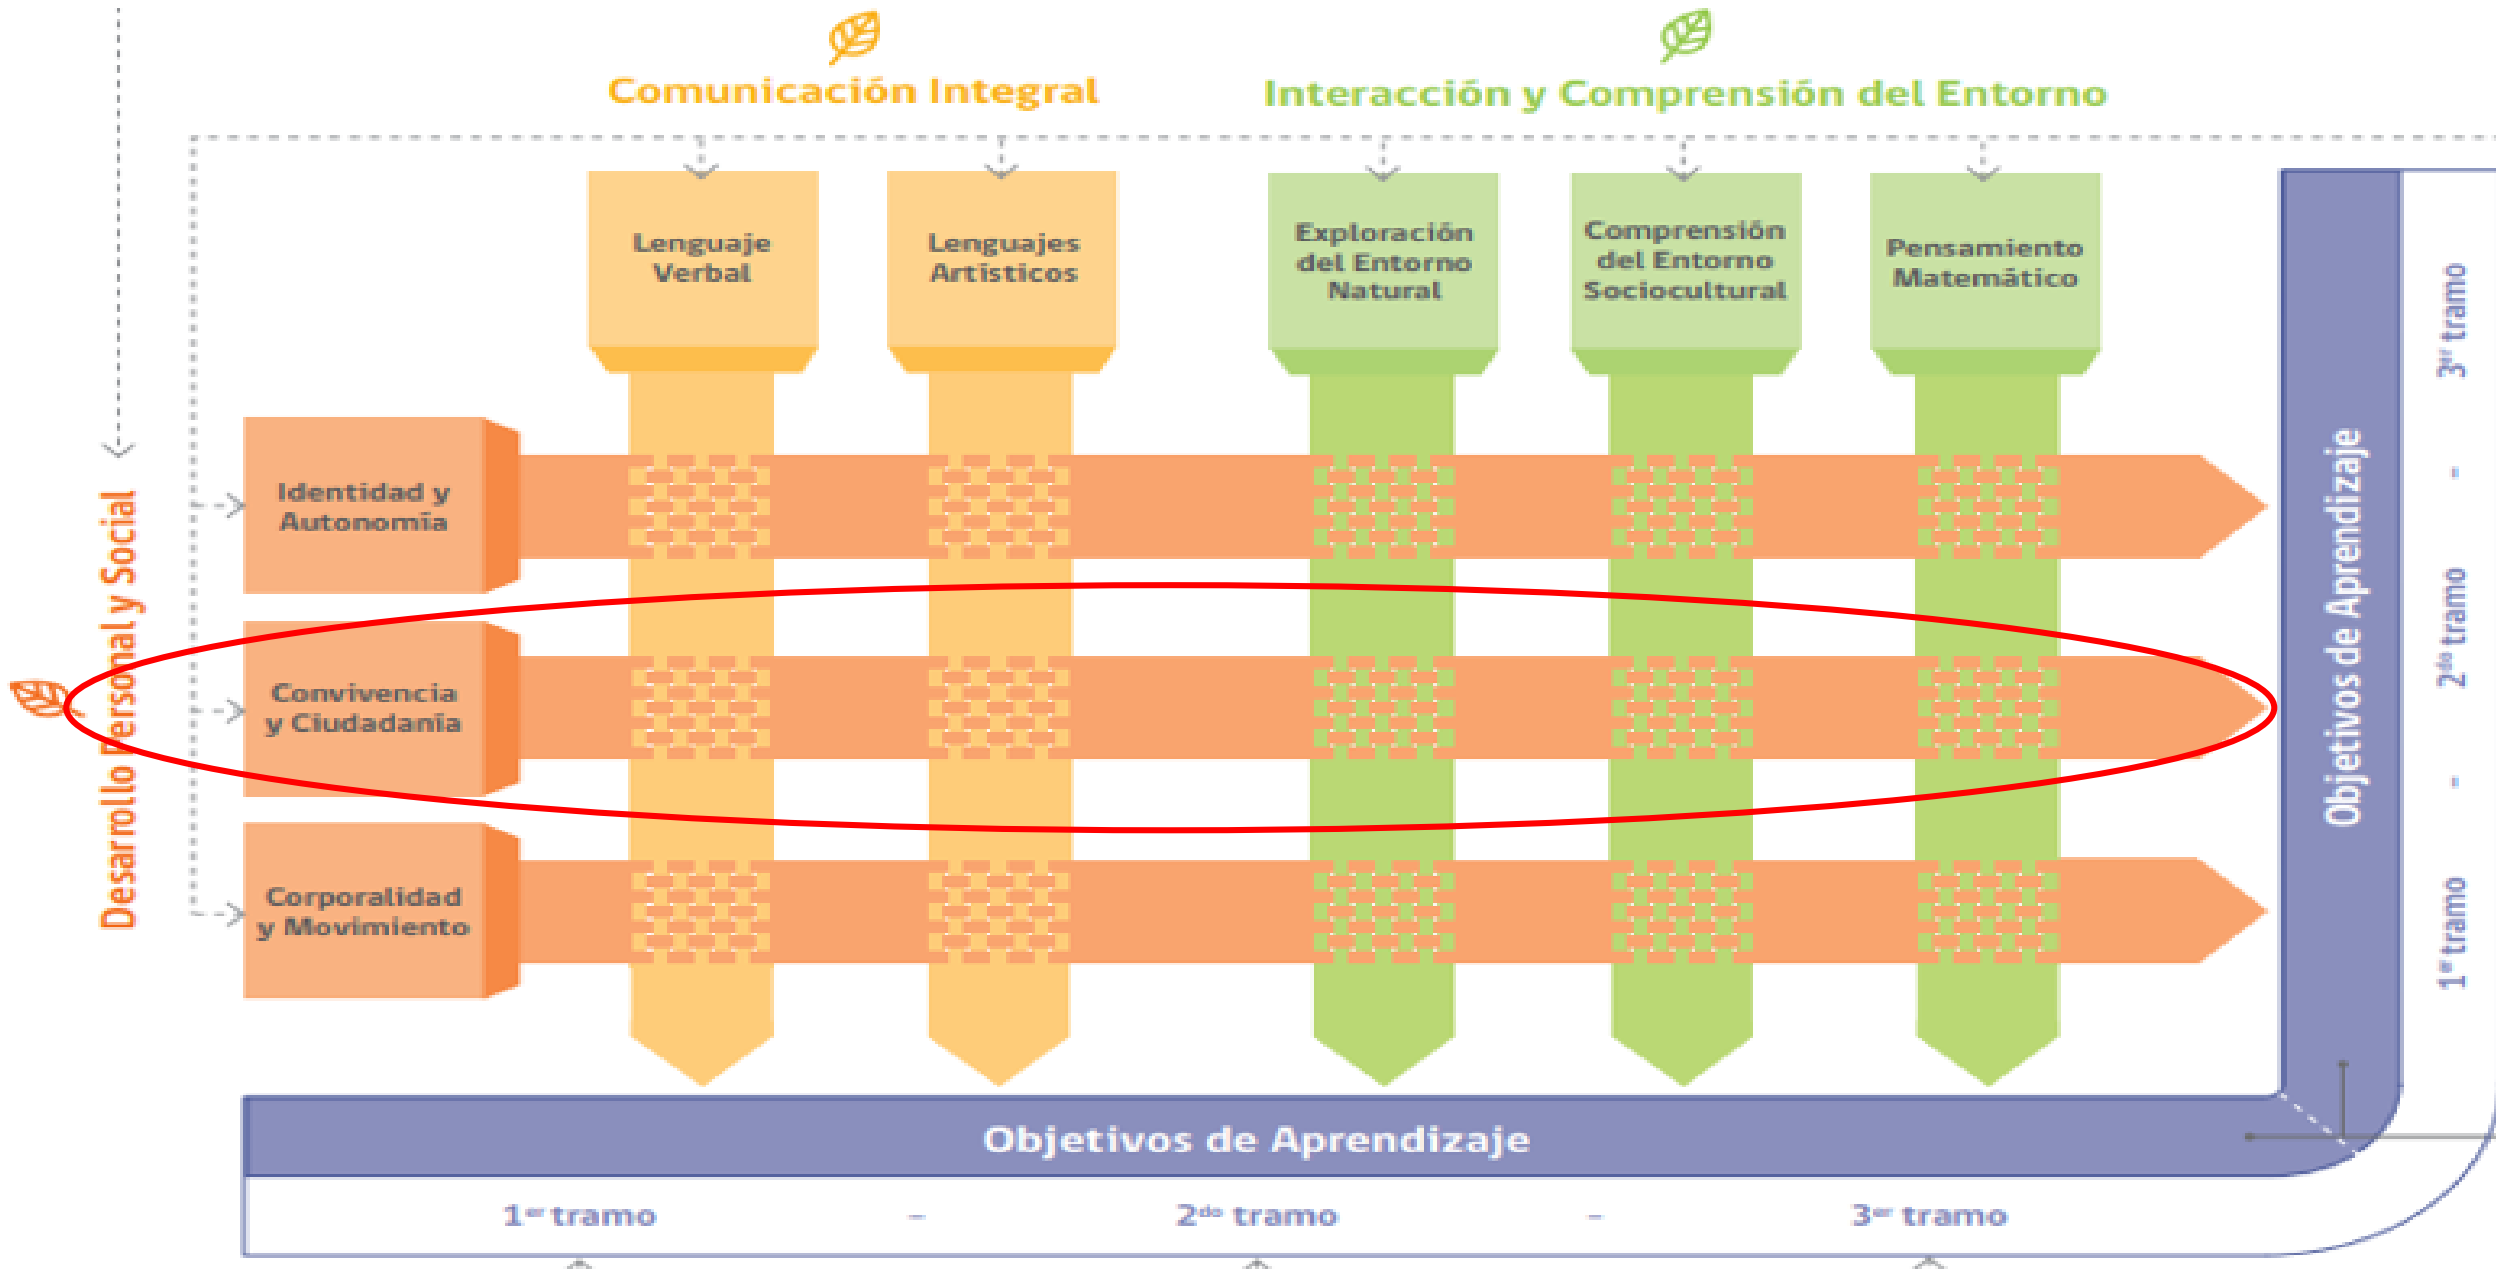 Comunicación Integral
Interacción y Comprensión del Entorno
Lenguaje
Verbal
Lenguajes
Artísticos
Exploración
del Entorno
Natural
Comprensión
del Entorno
Sociocultural
Pensamiento
Matemático
Desarrollo Personal y Social
Identidad y
Autonomía
Convivencia
y Ciudadanía
Corporalidad
y Movimiento
Objetivos de Aprendizaje
1er tramo - 2do tramo - 3er tramo
Objetivos de Aprendizaje
1er tramo - 2do tramo - 3er tramo